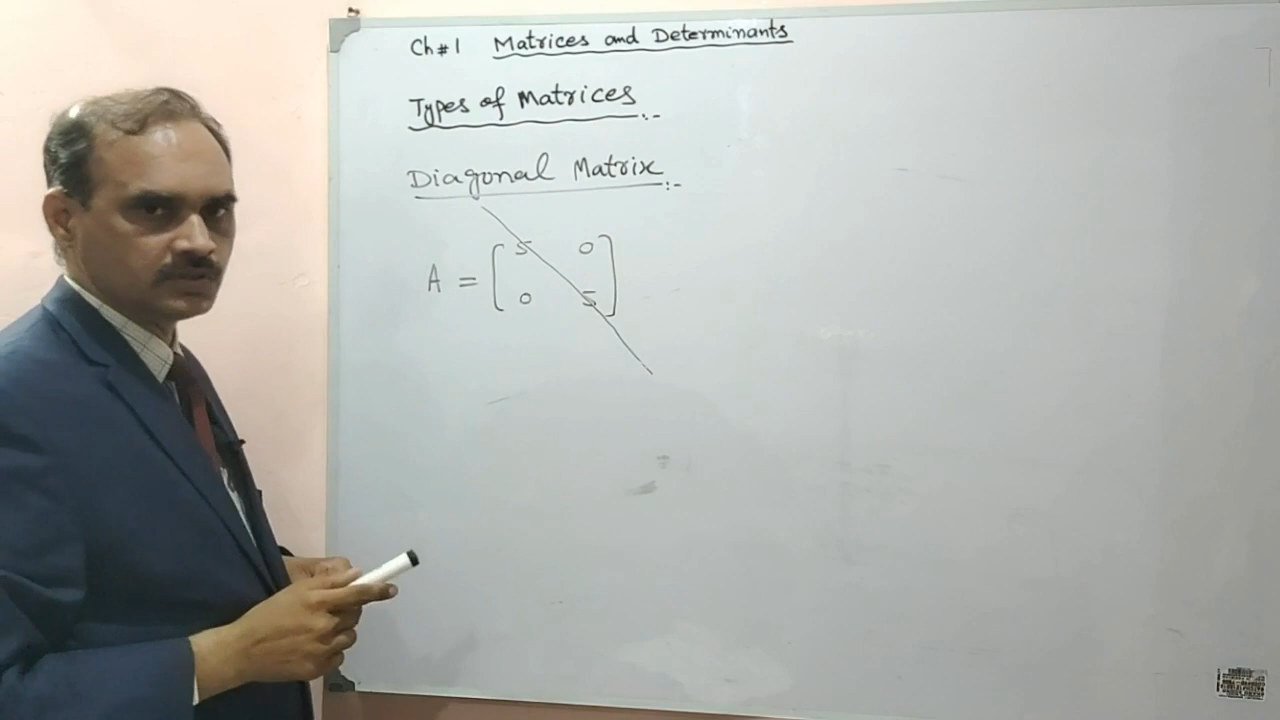 Ch # 1 Matrices and Determinants
Types of Matrices :-
Diagonal Matrix :-
A = [ 5 0
0 5 ]